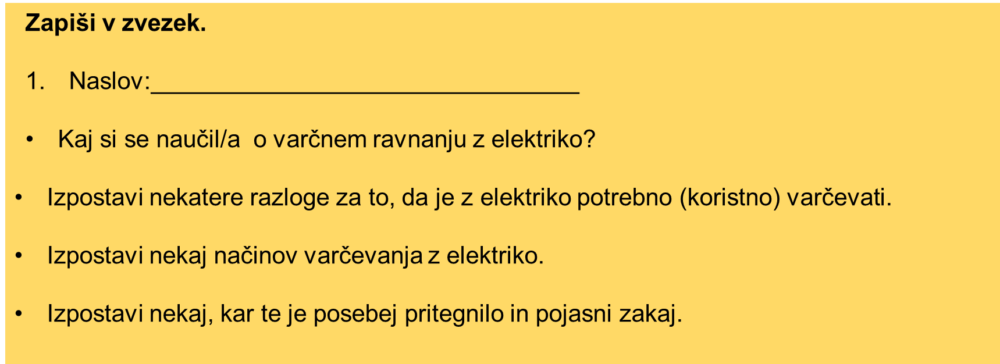 Zapiši v zvezek.
1. Naslov:________________________________
• Kaj si se naučil/a o varčnem ravnanju z elektriko?
• Izpostavi nekatere razloge za to, da je z elektriko potrebno (koristno) varčevati.
• Izpostavi nekaj načinov varčevanja z elektriko.
• Izpostavi nekaj, kar te je posebej pritegnilo in pojasni zakaj.